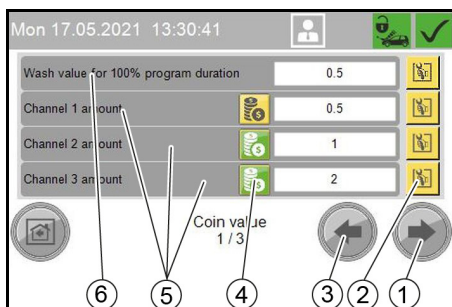 Mon 17.05.2021 13:30:41
Wash value for 100% program duration 0.5
Channel 1 amount 0.5
Channel 2 amount 1
Channel 3 amount 2
Coin value
1 / 3
6 5 4 3 2 1